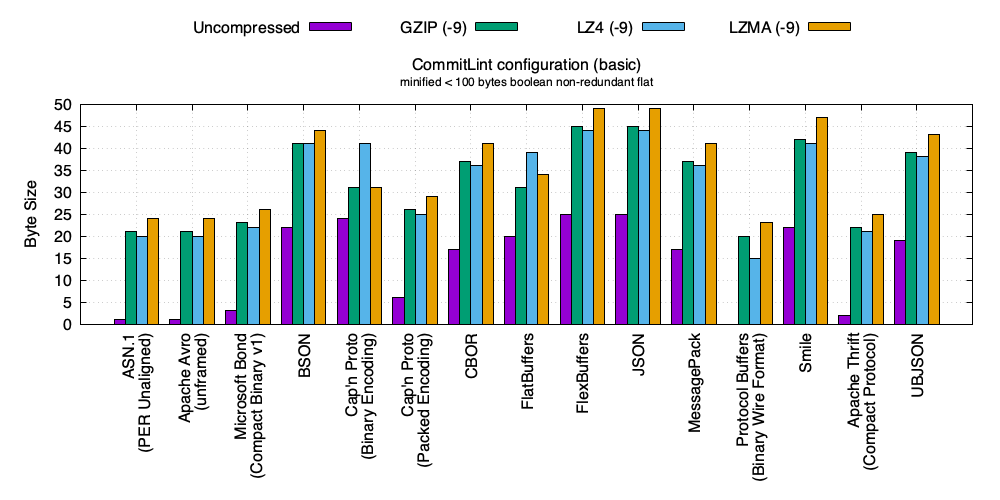 Uncompressed GZIP (-9) LZ4 (-9) LZMA (-9)
CommitLint configuration (basic)
minified < 100 bytes boolean non-redundant flat
Byte Size
50
45
40
35
30
25
20
15
10
5
0
ASN.1
(PER Unaligned)
Apache Avro
(unframed)
Microsoft Bond
(Compact Binary v1)
BSON
Cap'n Proto
(Binary Encoding)
Cap'n Proto
(Packed Encoding)
CBOR
FlatBuffers
FlexBuffers
JSON
MessagePack
Protocol Buffers
(Binary Wire Format)
Smile
Apache Thrift
(Compact Protocol)
UBJSON